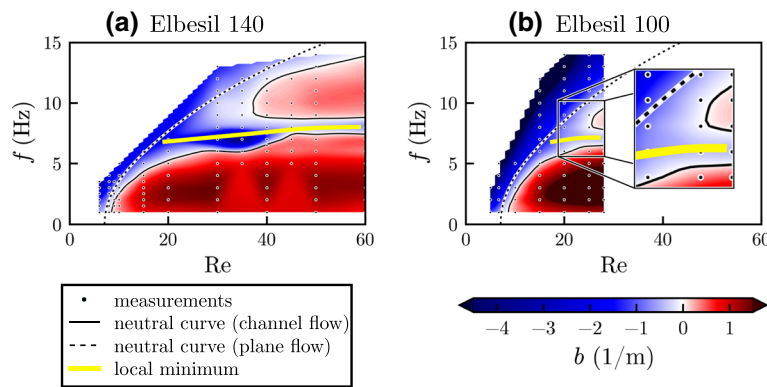 (a) Elbesil 140
(b) Elbesil 100
15
10
5
0
f (Hz)
0 20 40 60
Re
15
10
5
0
f (Hz)
0 20 40 60
Re
measurements
neutral curve (channel flow)
neutral curve (plane flow)
local minimum
−4 −3 −2 −1 0 1
b (1/m)